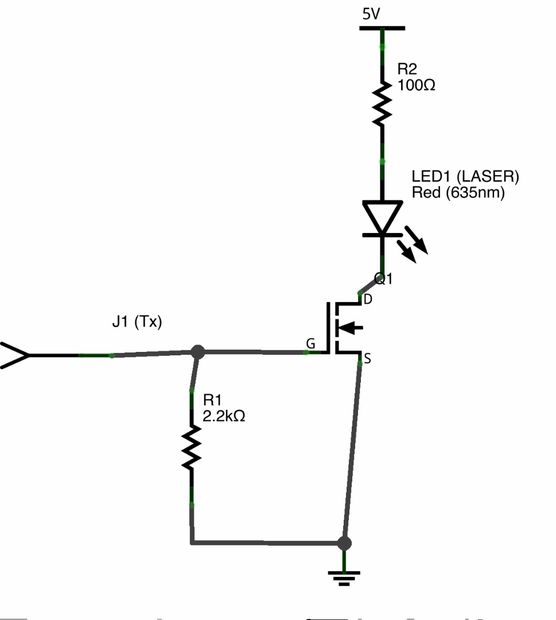 5V
R2
100Ω
LED1 (LASER)
Red (635nm)
Q1
D
J1 (Tx)
G
S
R1
2.2kΩ